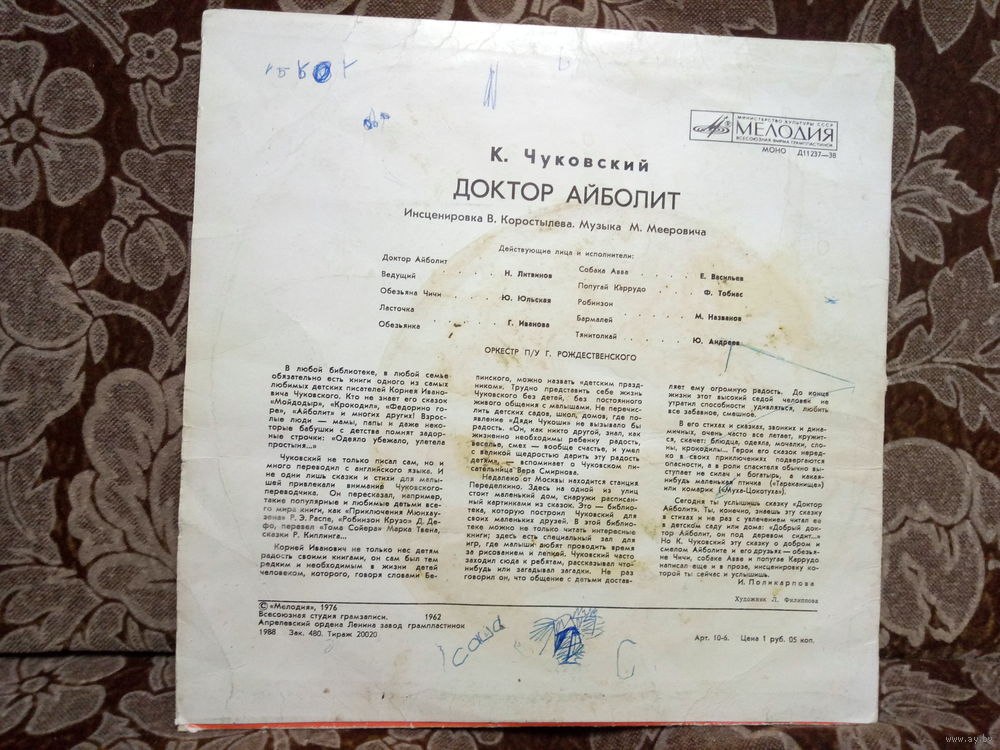 МИНИСТЕРСТВО КУЛЬТУРЫ СССР
МЕЛОДИЯ
ВСЕСОЮЗНАЯ ФИРМА ГРАМПЛАСТИНОК
МОНО Д11237—38
К. Чуковский
ДОКТОР АЙБОЛИТ
Инсценировка В. Коростылева. Музыка М. Мееровича
Действующие лица и исполнители:
Доктор Айболит
Ведущий . . . . . Н. Литвинов
Обезьяна Чичи . . . . . Ю. Юльская
Ласточка
Обезьянка . . . . . Г. Иванова
Собака Авва . . . . . Е. Васильев
Попугай Каррудо . . . . Ф. Тобиас
Робинзон
Бармалей . . . . . М. Названов
Тянитолкай . . . . . Ю. Андреев
ОРКЕСТР П/У Г. РОЖДЕСТВЕНСКОГО
В любой библиотеке, в любой семье
обязательно есть книги одного из самых
любимых детских писателей Корнея Ивано-
вича Чуковского. Кто не знает его сказок
«Мойдодыр», «Крокодил», «Федорино го-
ре», «Айболит» и многих других! Взрос-
лые люди — мамы, папы и даже неко-
торые бабушки с детства помнят задор-
ные строчки: «Одеяло убежало, улетела
простыня...»
Чуковский не только писал сам, но и
много переводил с английского языка. И
не одни лишь сказки и стихи для малы-
шей привлекали внимание Чуковского-
переводчика. Он пересказал, например,
такие популярные и любимые детьми все-
го мира книги, как «Приключения Мюнхау-
зена» Р. Э. Распе, «Робинзон Крузо» Д. Де-
фо, перевел «Тома Сойера» Марка Твена,
сказки Р. Киплинга...
Корней Иванович не только нес детям
радость своими книгами, он сам был тем
редким и необходимым в жизни детей
человеком, которого, говоря словами Бе-
линского, можно назвать «детским празд-
ником». Трудно представить себе жизнь
Чуковского без детей, без постоянного
живого общения с малышами. Не перечис-
лить детских садов, школ, домов, где по-
явление «Дяди Чукоши» не вызывало бы
радость. «Он, как никто другой, знал, как
жизненно необходимы ребенку радость,
веселье, смех — вообще счастье, и умел
с великой щедростью дарить эту радость
детям», — вспоминает о Чуковском пи-
сательница Вера Смирнова.
Недалеко от Москвы находится станция
Переделкино. Здесь на одной из улиц
стоит маленький дом, снаружи расписан-
ный картинками из сказок. Это — библио-
тека, которую построил Чуковский для
своих маленьких друзей. В этой библио-
теке можно не только читать интересные
книги; здесь есть специальный зал для
игр, где малыши любят проводить время
за рисованием и лепкой. Чуковский часто
заходил сюда к ребятам, рассказывал что-
нибудь или загадывал загадки. Не раз
говорил он, что общение с детьми достав-
ляет ему огромную радость. До конца
жизни этот высокий седой человек не
утратил способности удивляться, любить
все забавное, смешное.
В его стихах и сказках, звонких и дина-
мичных, очень часто все летает, кружит-
ся, скачет: блюдца, одеяла, мочалки, сло-
ны, крокодилы... Герои его сказок неред-
ко в своих приключениях подвергаются
опасности, а в роли спасителя обычно вы-
ступает не силач и богатырь, а какая-
нибудь маленькая птичка («Тараканище»)
или комарик («Муха-Цокотуха»).
Сегодня ты услышишь сказку «Доктор
Айболит». Ты, конечно, знаешь эту сказку
в стихах и не раз с увлечением читал ее
в детском саду или дома: «Добрый док-
тор Айболит, он под деревом сидит...»
Но К. Чуковский эту сказку о добром и
смелом Айболите и его друзьях — обезья-
не Чичи, собаке Авве и попугае Каррудо
написал еще и в прозе, инсценировку ко-
торой ты сейчас и услышишь.
И. Поликарпова
Художник Л. Филиппова
© «Мелодия», 1976
Всесоюзная студия грамзаписи. 1962
Апрелевский ордена Ленина завод грампластинок
1988 Зак. 480. Тираж 20020
Арт. 10-6. Цена 1 руб. 05 коп.
www.ay.by